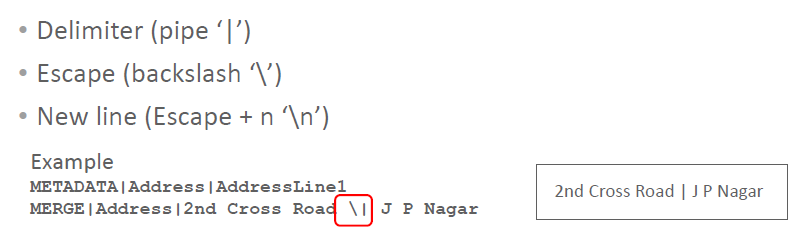 • Delimiter (pipe ‘|’)
• Escape (backslash ‘\’)
• New line (Escape + n ‘\n’)
Example
METADATA|Address|AddressLine1
MERGE|Address|2nd Cross Road \| J P Nagar
2nd Cross Road | J P Nagar